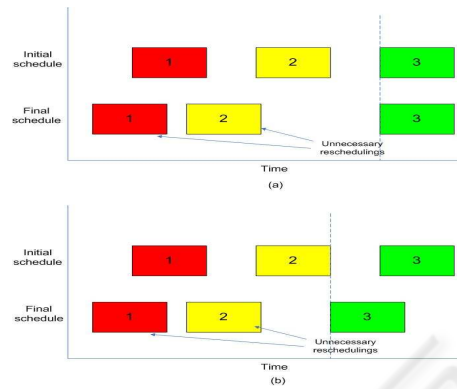 Initial
schedule
1
2
3
Final
schedule
1
2
3
Unnecessary
reschedulings
Time
(a)
Initial
schedule
1
2
3
Final
schedule
1
2
3
Unnecessary
reschedulings
Time
(b)